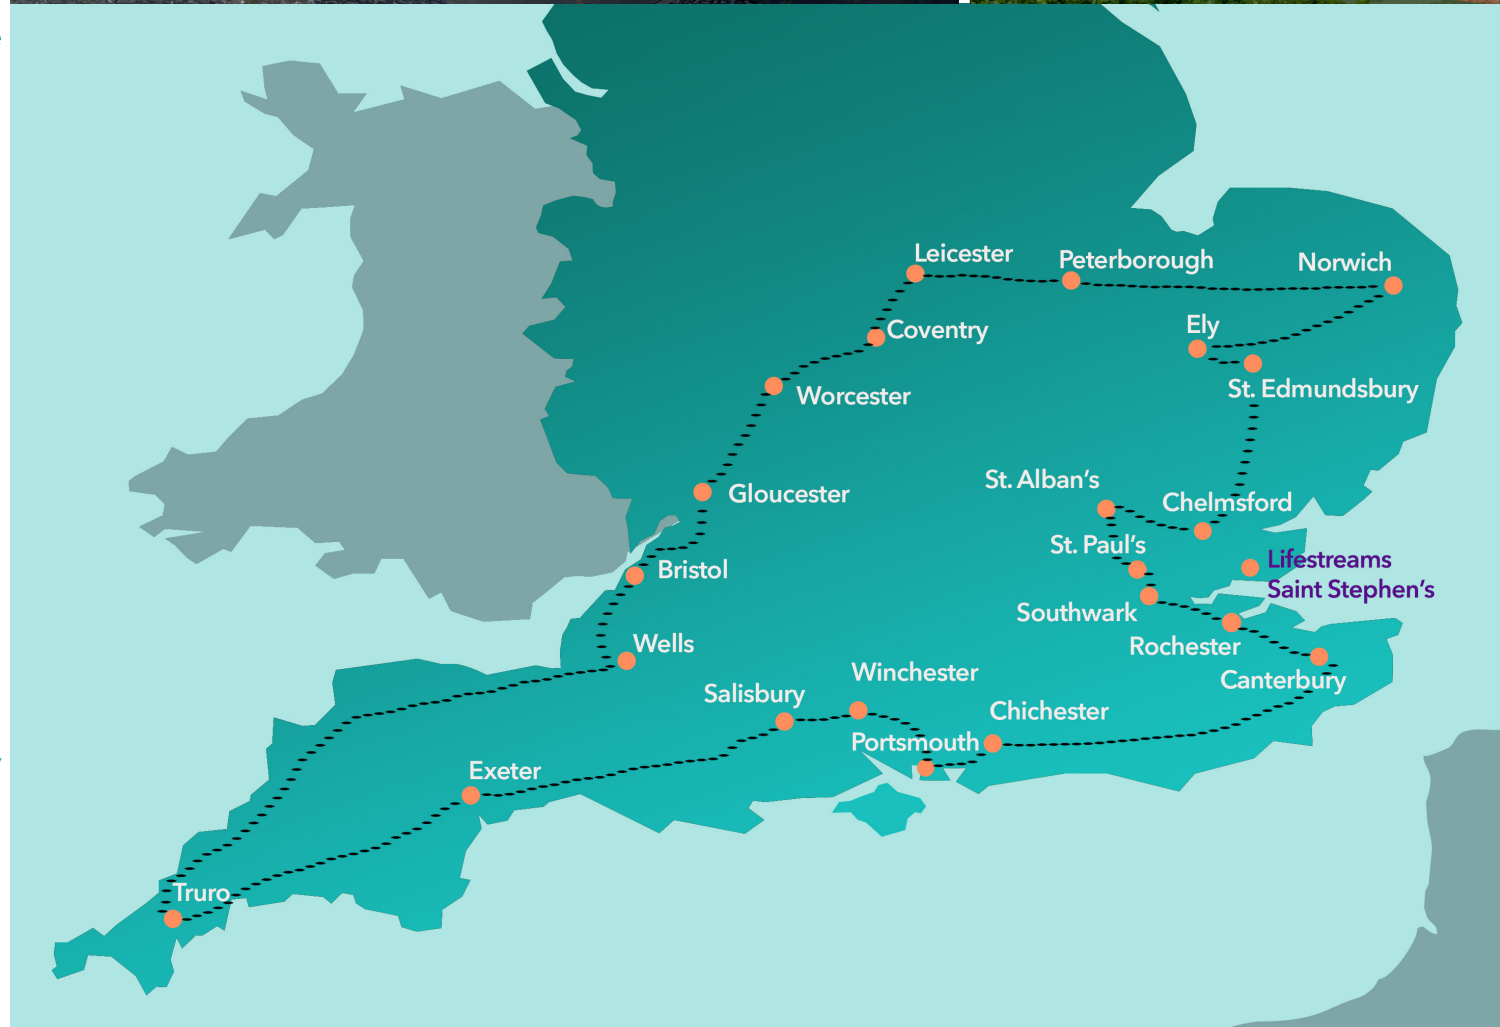 Leicester
Peterborough
Norwich
Ely
Coventry
St. Edmundsbury
Worcester
St. Alban's
Gloucester
Chelmsford
St. Paul's
Lifestreams
Saint Stephen's
Bristol
Southwark
Wells
Rochester
Winchester
Canterbury
Salisbury
Chichester
Portsmouth
Exeter
Truro